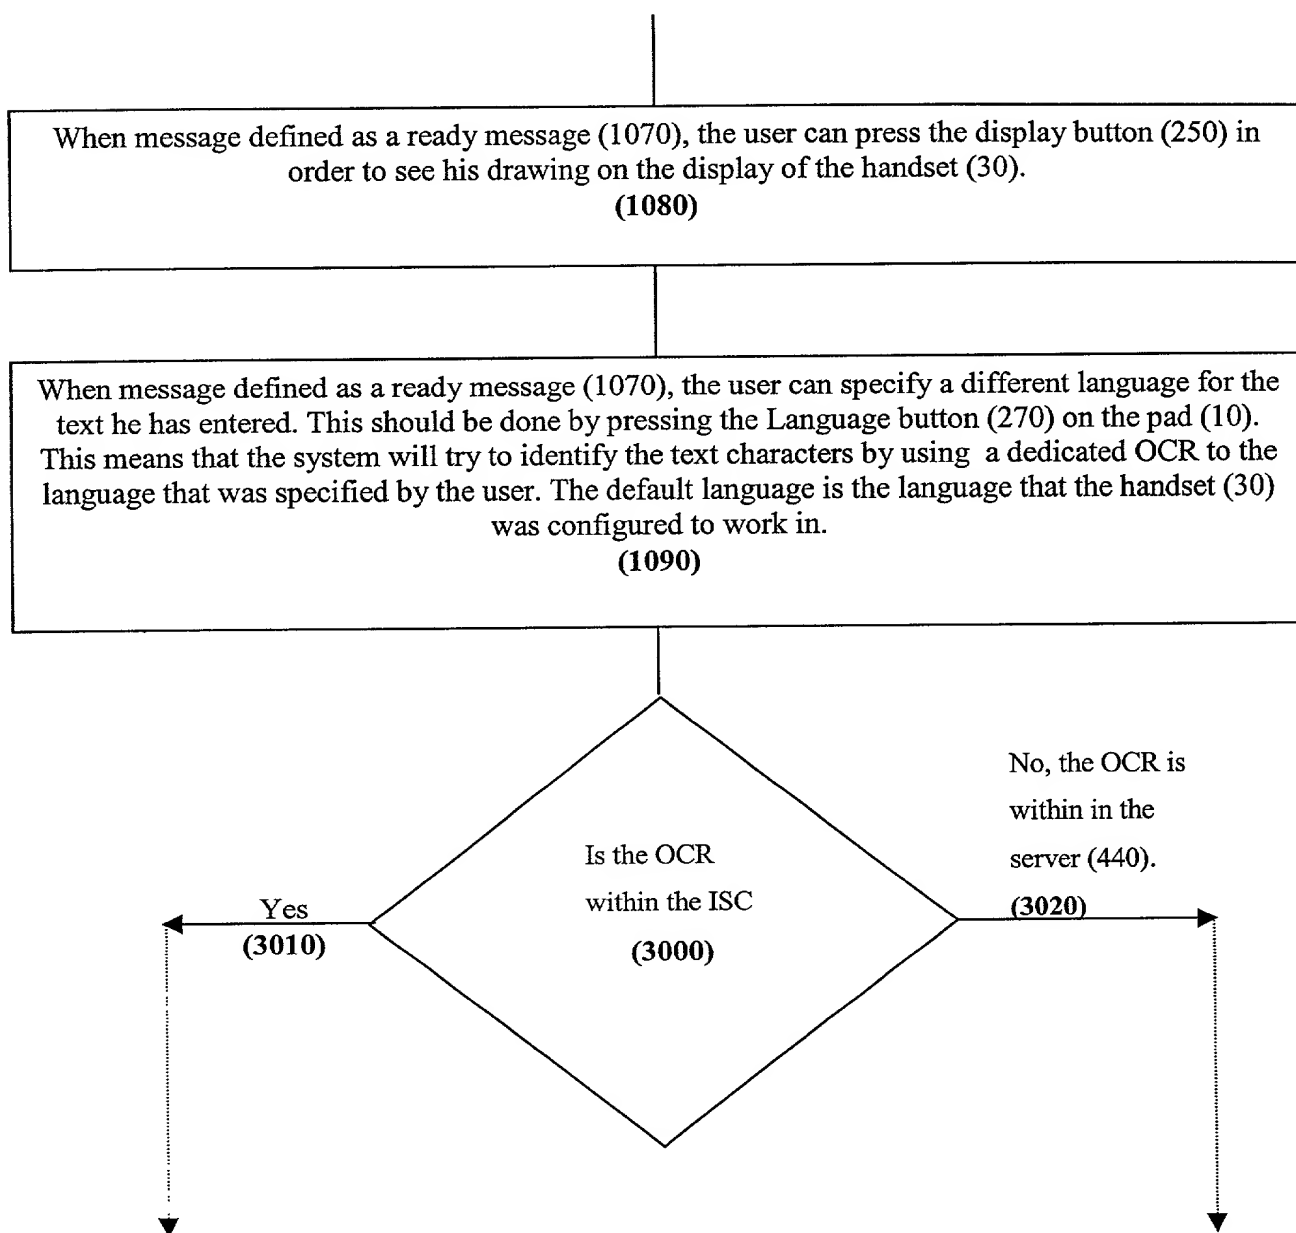 When message defined as a ready message (1070), the user can press the display button (250) in
order to see his drawing on the display of the handset (30).
(1080)
When message defined as a ready message (1070), the user can specify a different language for the
text he has entered. This should be done by pressing the Language button (270) on the pad (10).
This means that the system will try to identify the text characters by using a dedicated OCR to the
language that was specified by the user. The default language is the language that the handset (30)
was configured to work in.
(1090)
Is the OCR
within the ISC
(3000)
Yes
(3010)
No, the OCR is
within in the
server (440).
(3020)